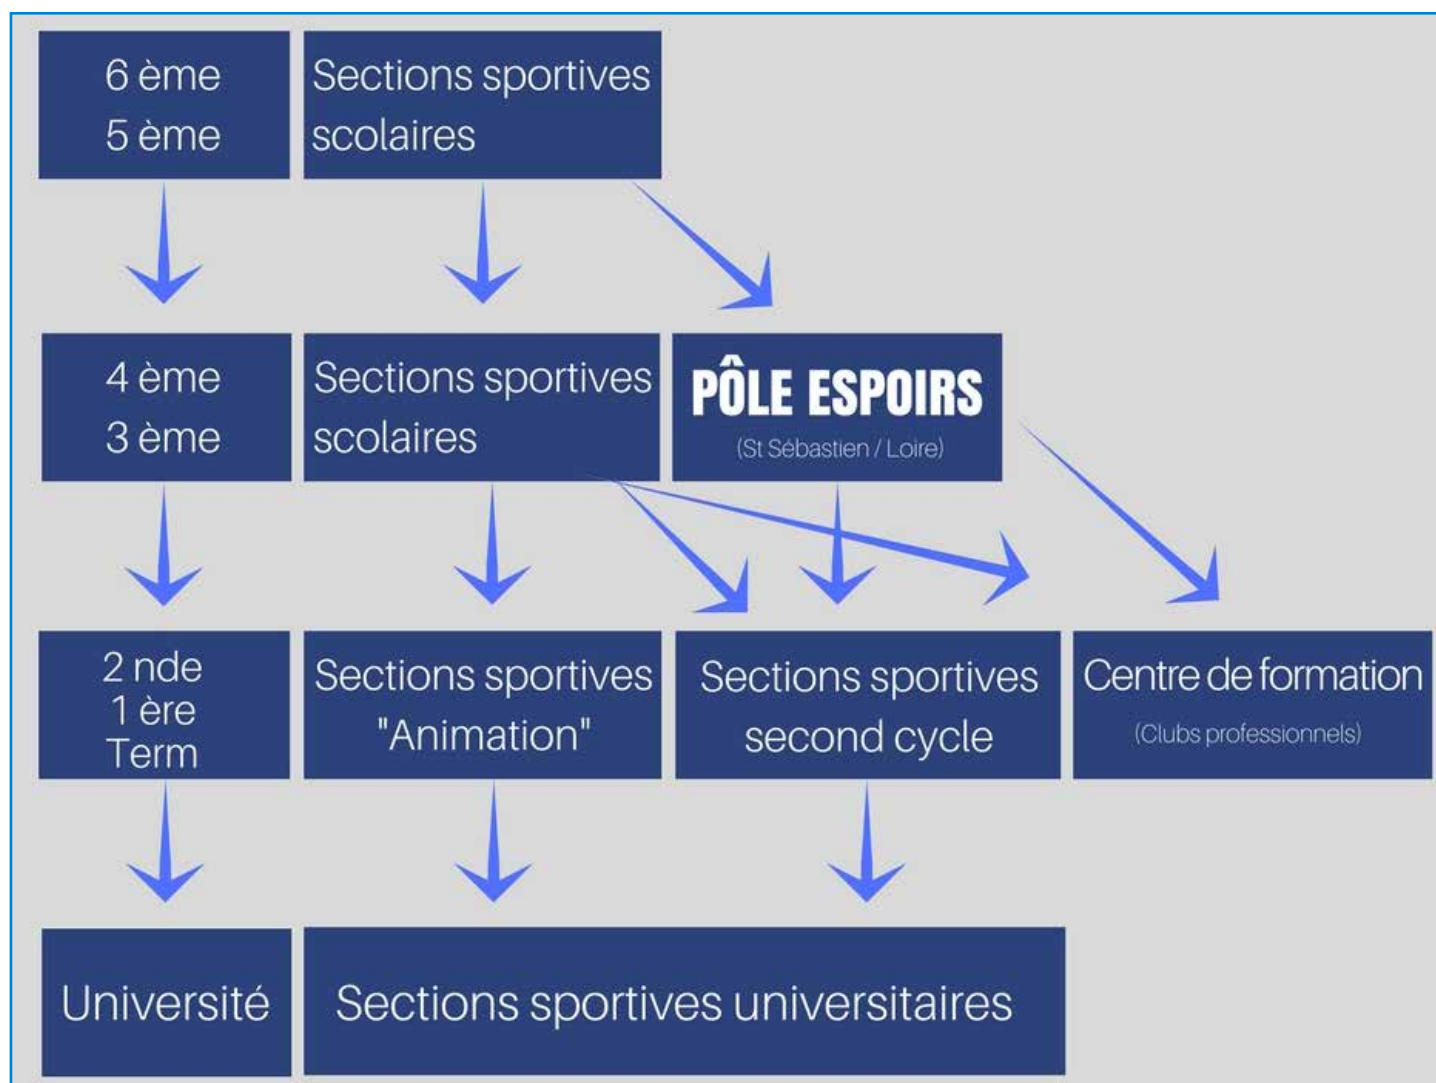 6 ème
5 ème
Sections sportives
scolaires
4 ème
3 ème
Sections sportives
scolaires
PÔLE ESPOIRS
(St Sébastien / Loire)
2 nde
1 ère
Term
Sections sportives
"Animation"
Sections sportives
second cycle
Centre de formation
(Clubs professionnels)
Université
Sections sportives universitaires